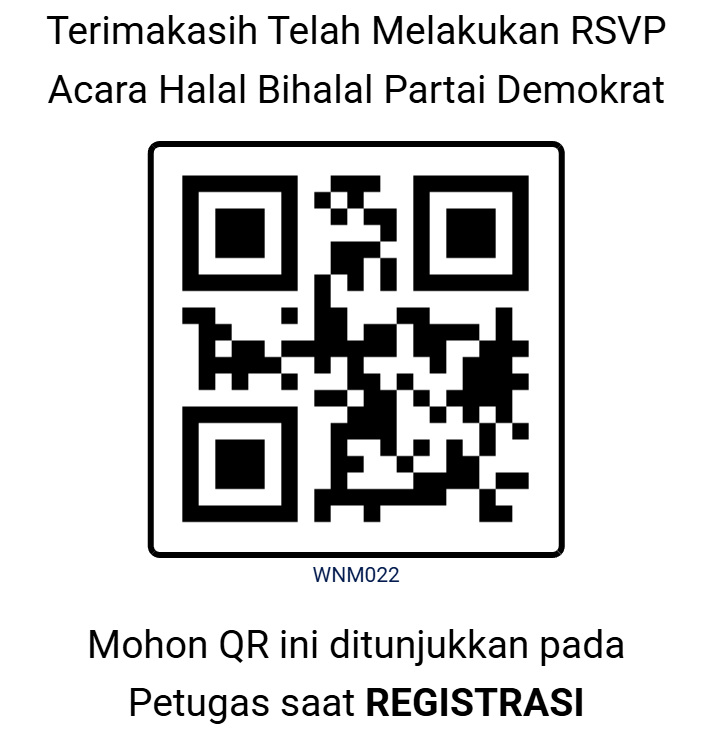 Terimakasih Telah Melakukan RSVP
Acara Halal Bihalal Partai Demokrat
WNM022
Mohon QR ini ditunjukkan pada
Petugas saat REGISTRASI